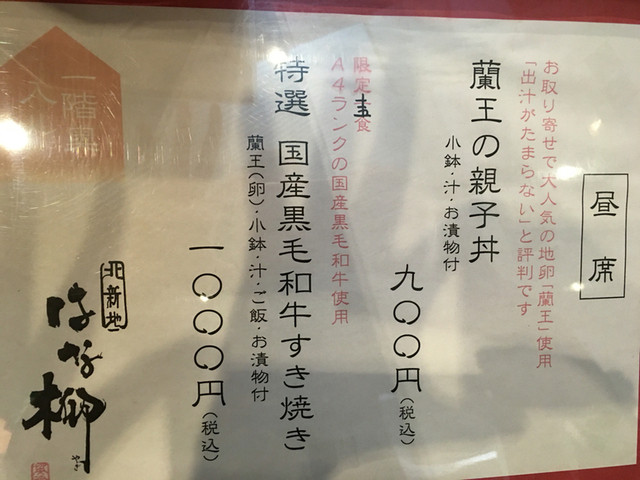 昼席
お取り寄せで大人気の地卵「蘭王」使用
「出汁がたまらない」と評判です
蘭王の親子丼
小鉢・汁・お漬物付
九〇〇円(税込)
限定 食
A4ランクの国産黒毛和牛使用
特選 国産黒毛和牛すき焼き
蘭王(卵)・小鉢・汁・ご飯・お漬物付
一〇〇〇円(税込)
北新地
はな柳
やぎ
一階
入